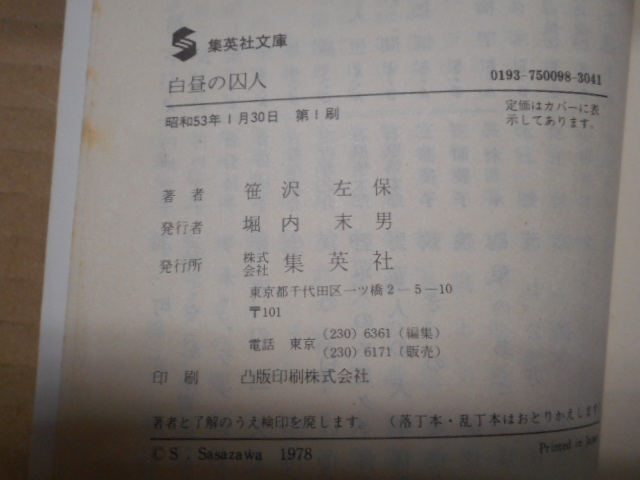 集英社文庫
白昼の囚人
0193-750098-3041
昭和53年1月30日 第1刷
定価はカバーに表
示してあります。
著者 笹沢左保
発行者 堀内末男
発行所 株式会社 集英社
東京都千代田区一ツ橋2-5-10
〒101
電話 東京 (230)6361(編集)
(230)6171(販売)
印刷 凸版印刷株式会社
著者と了解のうえ検印を廃します。 (落丁本・乱丁本はおとりかえします
© S. Sasazawa 1978
Printed in Japan